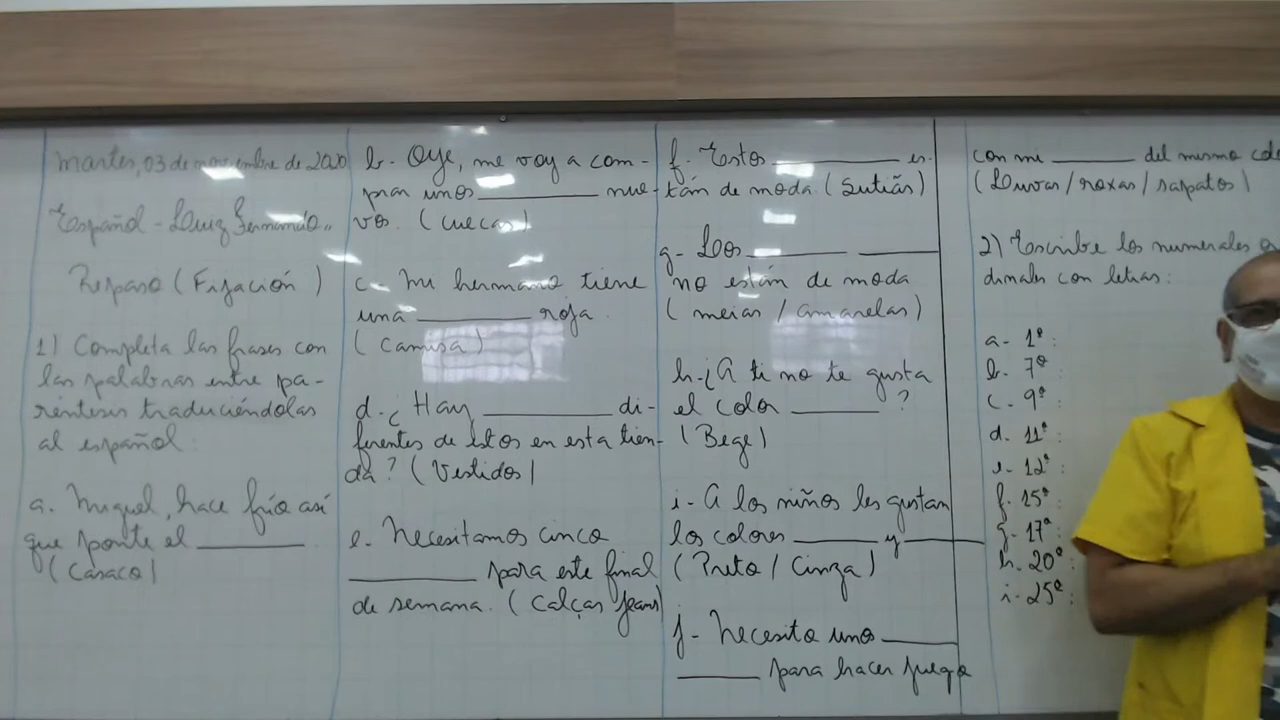 Martes, 03 de noviembre de 2020
Español - Luiz Fernando
Repaso (Fijación)
1) Completa las frases con
las palabras entre pa-
réntesis traduciéndolas
al español:
a. Miguel, hace frío así
que ponte el ________.
(Casaco)
b- Oye, me voy a com-
prar unos ________ nue-
vos. (Cuecas)
c- Mi hermano tiene
una ________ roja.
(Camisa)
d- ¿Hay ________ di-
ferentes de estos en esta tien-
da? (Vestidos)
e- Necesitamos cinco
________ para este final
de semana. (Calças jeans)
f- Estos ________ es-
tán de moda (Sutiãs)
g- Los ________ ________
no están de moda
(meias / amarelas)
h- ¿A ti no te gusta
el color ________?
(Bege)
i- A los niños les gustan
los colores ________ y ________
(Preto / Cinza)
j- Necesito unos ________
________ para hacer juego
con mi ________ del mismo
(Luvas / roxas / sapatos)
2) Escribe los numerales
dinales con letras:
a- 1º:
b- 7º:
c- 9º:
d- 11º:
e- 12º:
f- 15º:
g- 17º:
h- 20º:
i- 25º: